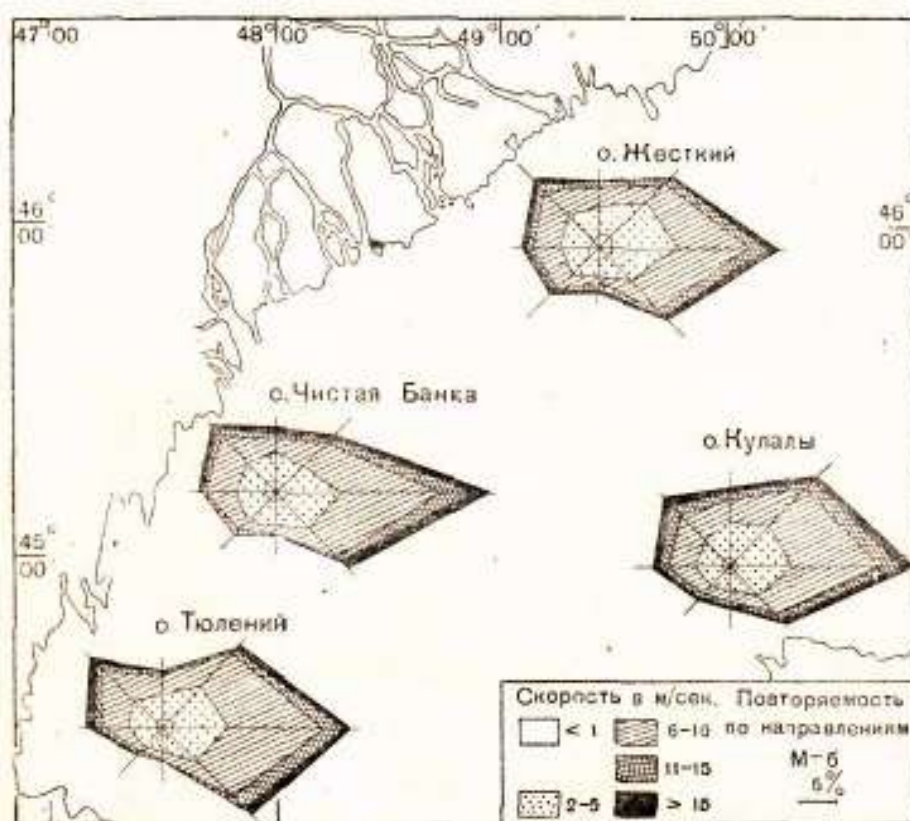 47°00 48°00 49°00' 50°00'
о. Жесткий
46°
00
46°
00'
о. Чистая Банка
о. Кулалы
45°
00
о. Тюлений
Скорость в м/сек. Повторяемость
< 1 6-10 по направлениям
11-15 М-б
6%
2-5 > 15